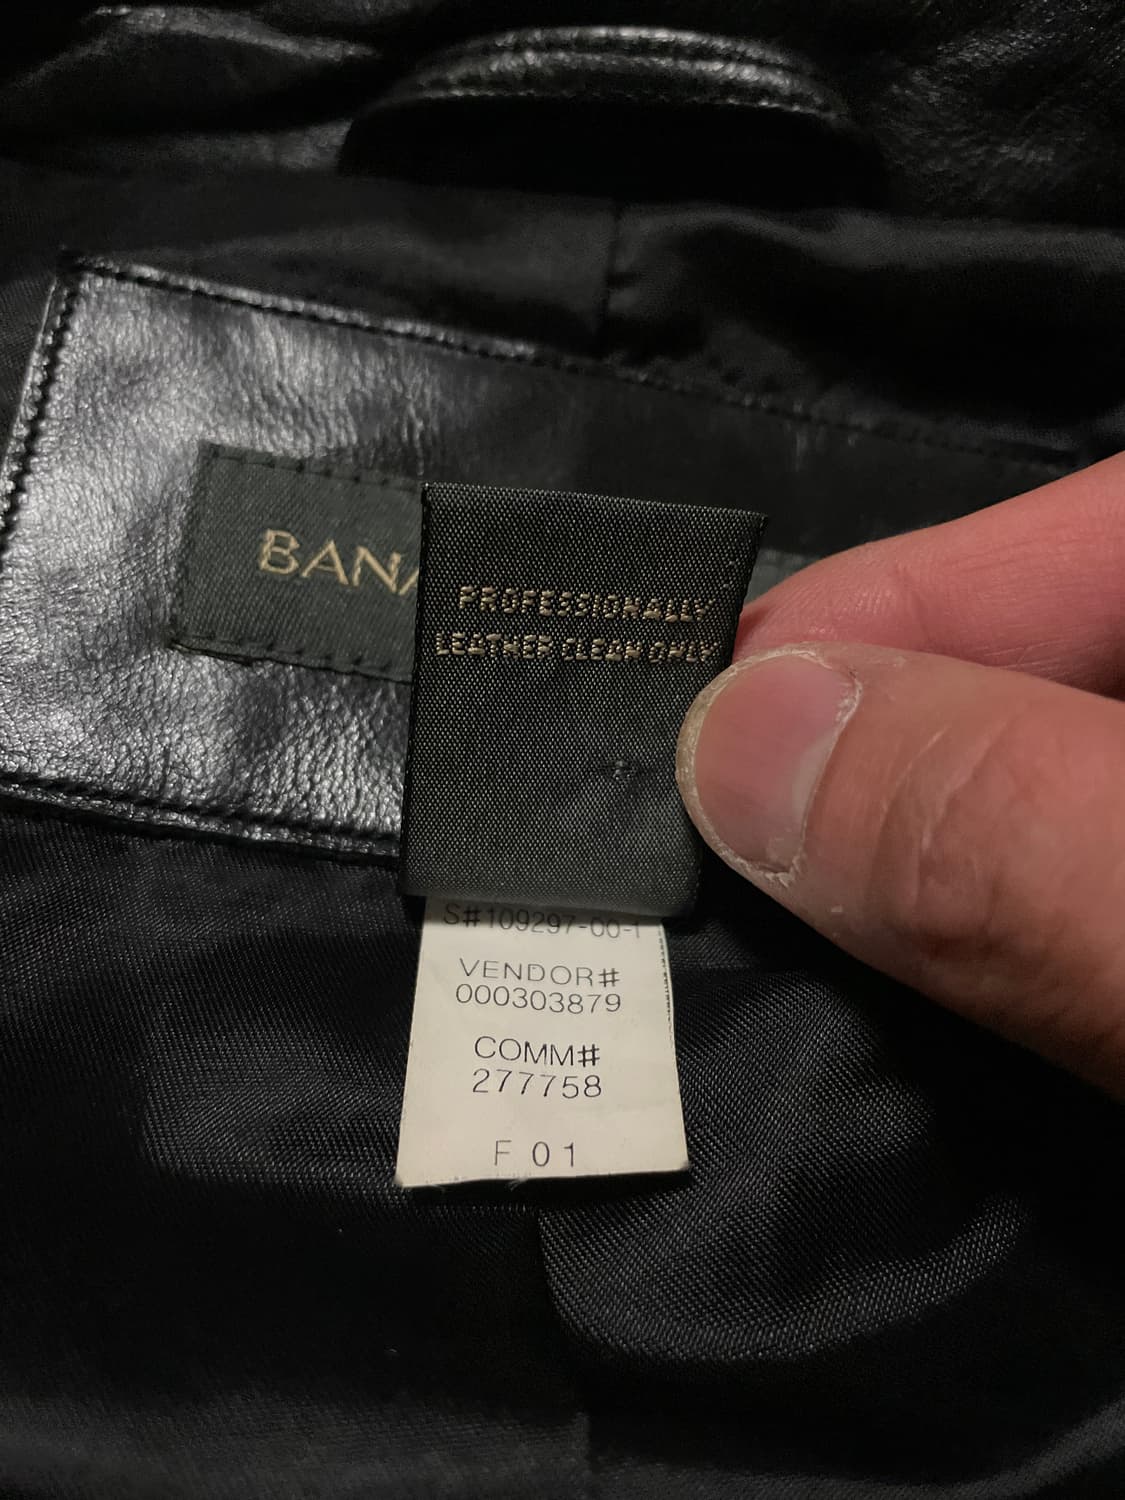 BANA
PROFESSIONALLY
LEATHER CLEAN ONLY
S#109297-00-1
VENDOR#
000303879
COMM#
277758
F 01